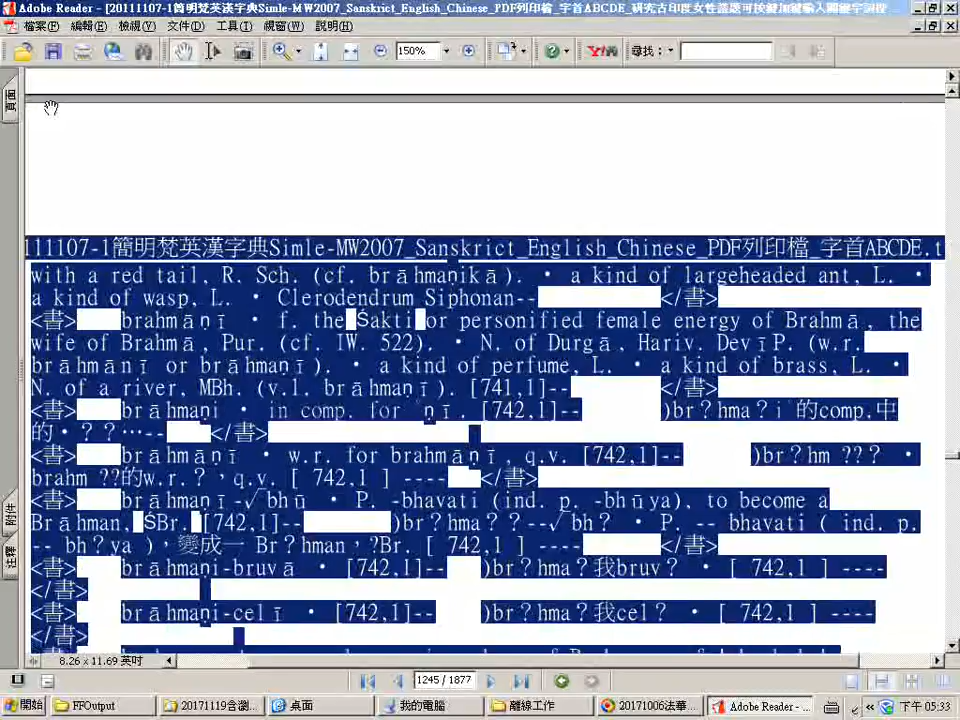 Adobe Reader - [20111107-1簡明梵英漢字典Simle-MW2007_Sanskrict_English_Chinese_PDF列印檔_字首ABCDE_研究古印度女性諸惑可按
檔案(F) 編輯(E) 檢視(V) 文件(D) 工具(T) 視窗(W) 說明(H)
150% 尋找:
頁面
111107-1簡明梵英漢字典Simle-MW2007_Sanskrict_English_Chinese_PDF列印檔_字首ABCDE.t
with a red tail, R. Sch. (cf. brāhmaṇikā). • a kind of largeheaded ant, L. •
a kind of wasp, L. • Clerodendrum Siphonan-- </書>
<書> brahmāṇī • f. the Śakti or personified female energy of Brahmā, the
wife of Brahmā, Pur. (cf. IW. 522). • N. of Durgā, Hariv. DevīP. (w.r.
brāhmānī or brāhmaṇī). • a kind of perfume, L. • a kind of brass, L. •
N. of a river, MBh. (v.l. brāhmaṇī). [741,1]-- </書>
<書> brāhmaṇi • in comp. for ṇī. [742,1]-- )br?hma?i 的comp.中
的‧??…-- </書>
<書> brāhmāṇī • w.r. for brahmāṇī, q.v. [742,1]-- )br?hm ??? •
brahm ??的w.r.?，q.v. [ 742,1 ] ---- </書>
<書> brāhmaṇī-√bhū • P. -bhavati (ind. p. -bhūya), to become a
Brāhman, ŚBr. [742,1]-- )br?hma??--√bh? • P. -- bhavati ( ind. p.
-- bh?ya )，變成一 Br?hman，?Br. [ 742,1 ] ---- </書>
<書> brāhmaṇi-bruvā • [742,1]-- )br?hma?我bruv? • [ 742,1 ] ----
</書>
<書> brāhmaṇi-celī • [742,1]-- )br?hma?我cel? • [ 742,1 ] ----
</書>
附件
注釋
8.26 x 11.69 英吋
1245 / 1877
開始 FFOutput 20171119含瀏... 桌面 我的電腦 離線工作 20171006法華... Adobe Reader - [... 下午 05:33